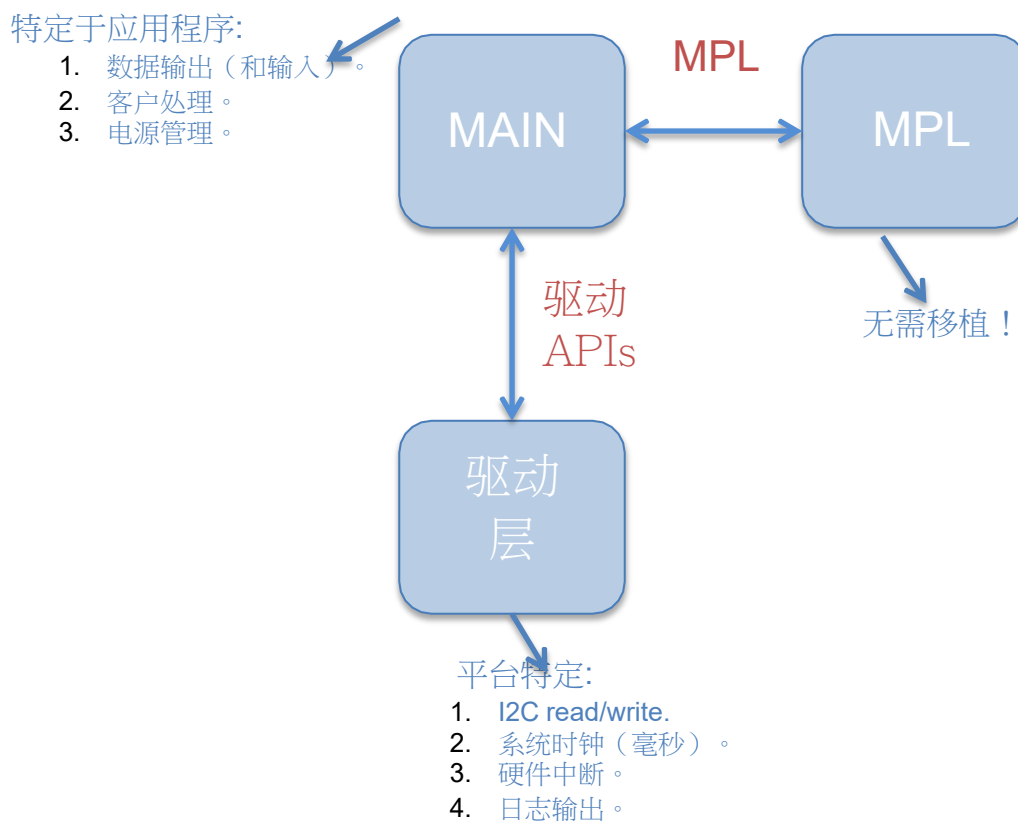 特定于应用程序:
1. 数据输出（和输入）。
2. 客户处理。
3. 电源管理。
MAIN
MPL
MPL
无需移植！
驱动
APIs
驱动
层
平台特定:
1. I2C read/write.
2. 系统时钟（毫秒）。
3. 硬件中断。
4. 日志输出。